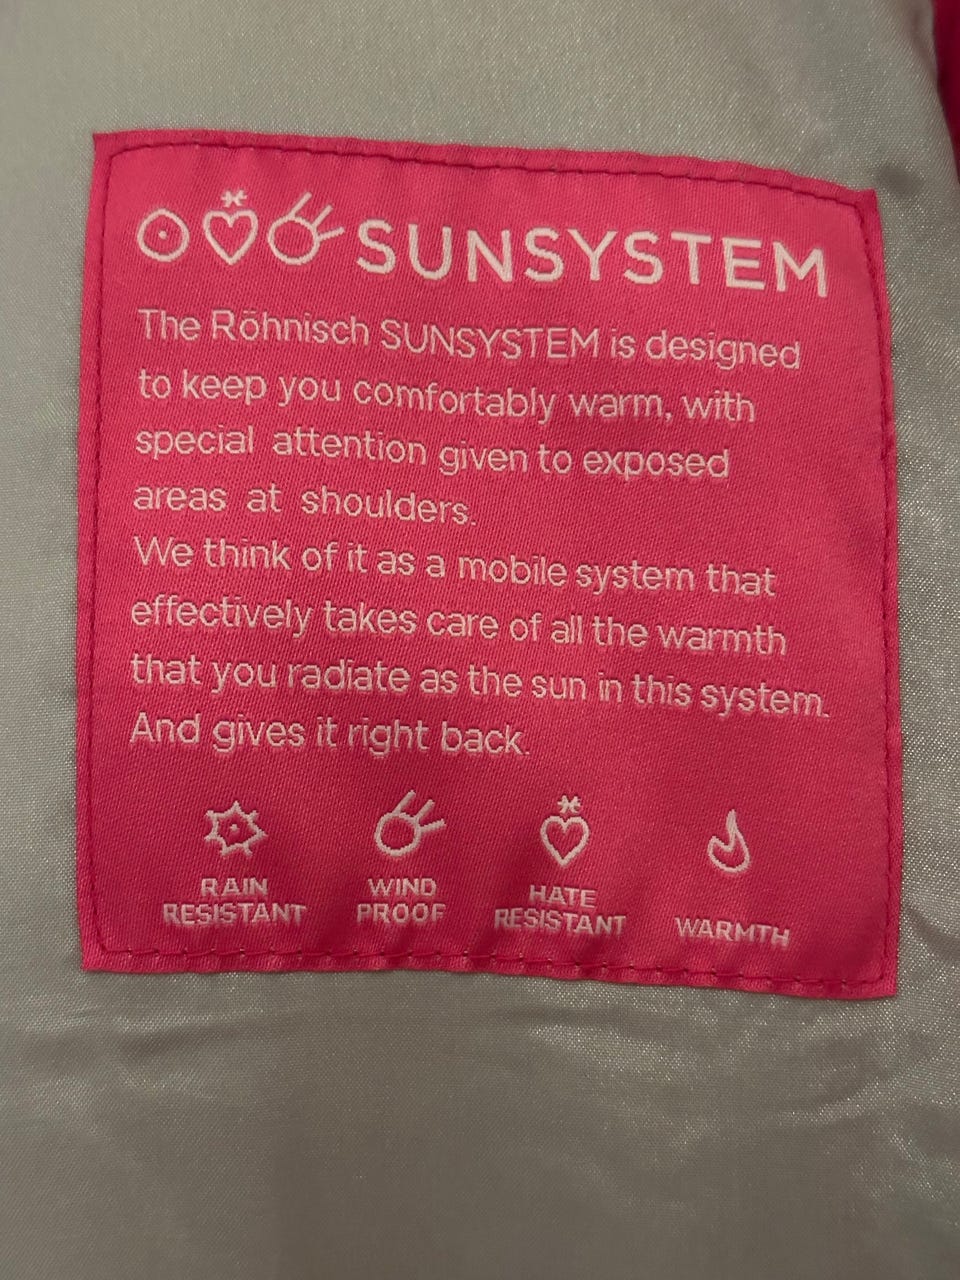 SUNSYSTEM
The Röhnisch SUNSYSTEM is designed
to keep you comfortably warm, with
special attention given to exposed
areas at shoulders.
We think of it as a mobile system that
effectively takes care of all the warmth
that you radiate as the sun in this system.
And gives it right back.
RAIN
RESISTANT
WIND
PROOF
HATE
RESISTANT
WARMTH